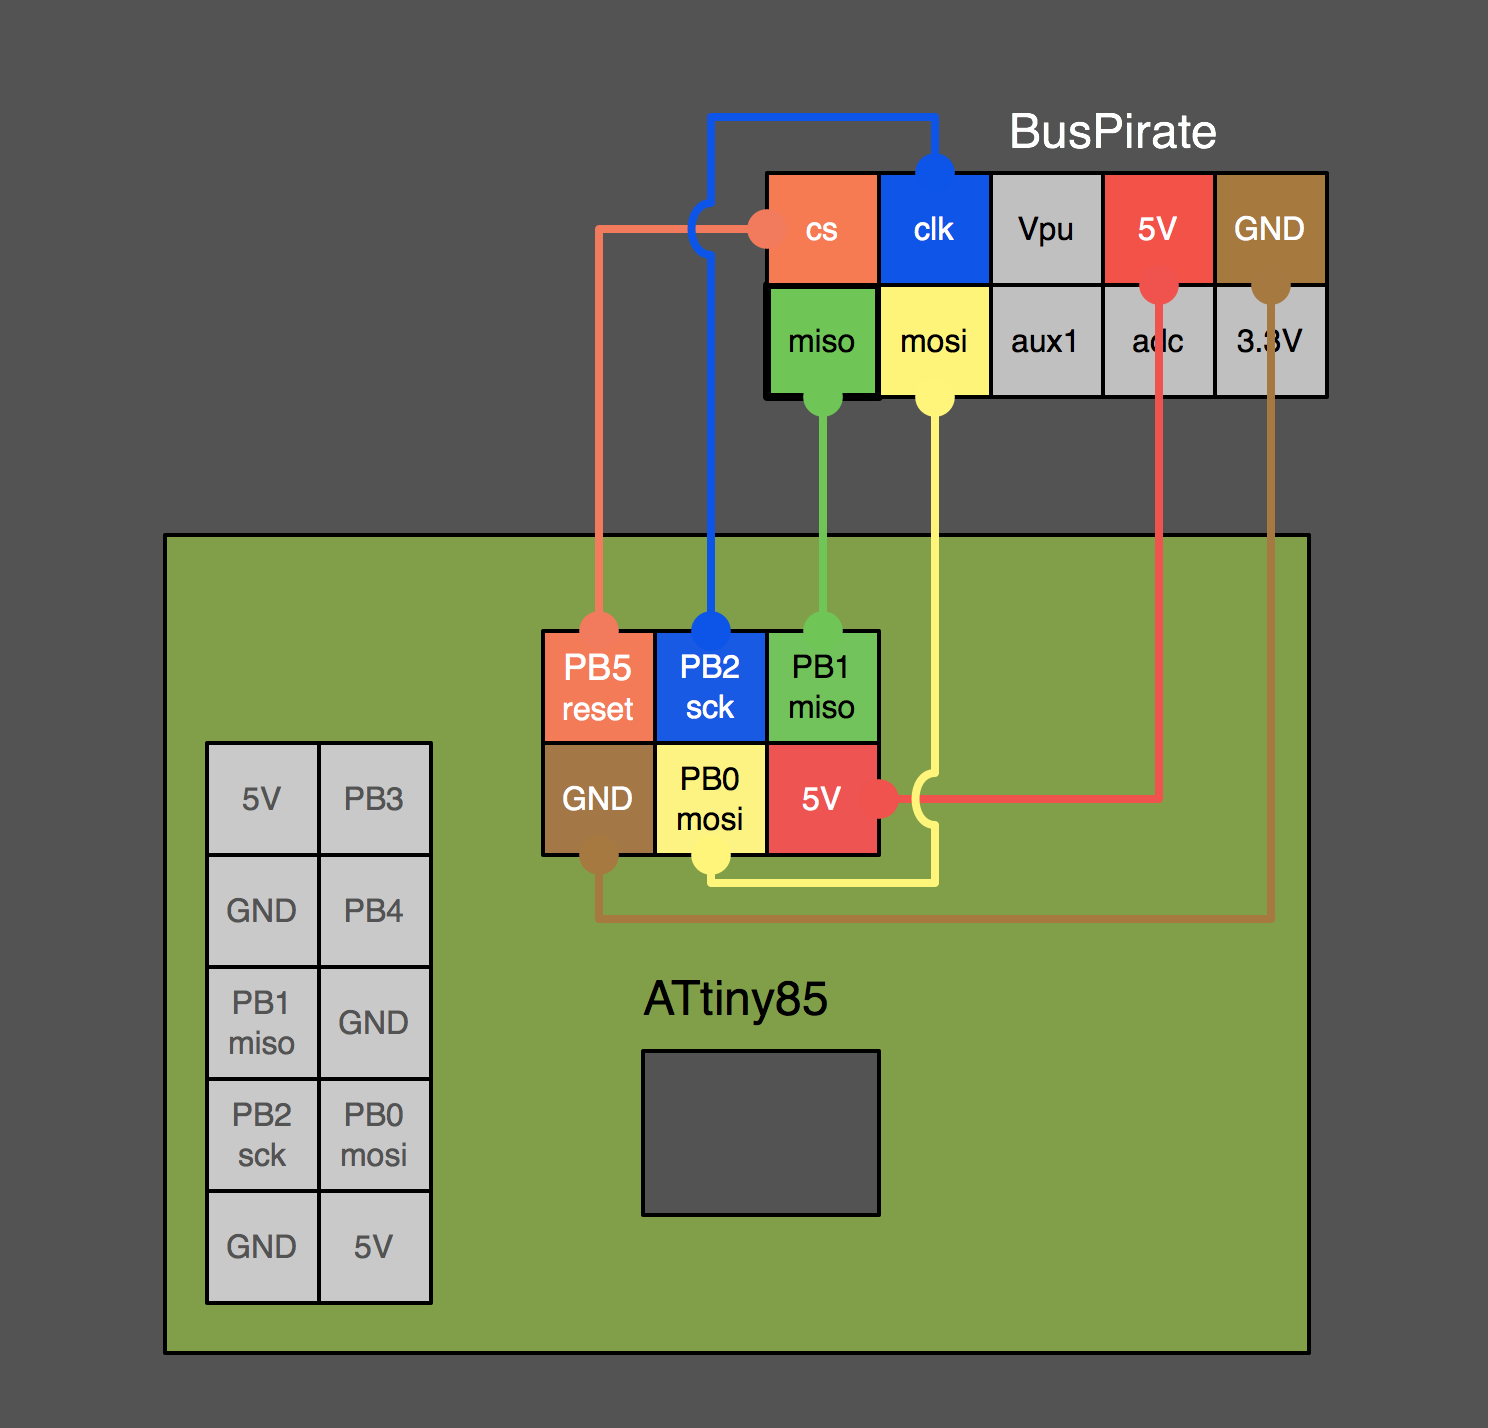 BusPirate
cs clk Vpu 5V GND
miso mosi aux1 adc 3.3V
PB5 PB2 PB1
reset sck miso
GND PB0 5V
mosi
5V PB3
GND PB4
PB1 GND
miso
PB2 PB0
sck mosi
GND 5V
ATtiny85